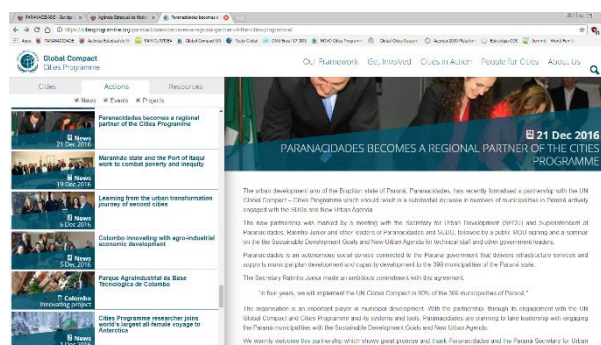 PARANACIDADE - Serviço
Agência Estadual de Notíc
Paranacidades becomes a
Global Compact
Cities Programme
Our Framework Get Involved Cities in Action People for Cities About Us
Cities Actions Resources
News Events Projects
Paranacidades becomes a regional
partner of the Cities Programme
News
21 Dec 2016
Maranhão state and the Port of Itaqui
work to combat poverty and inequity
News
19 Dec 2016
Learning from the urban transformation
journey of second cities
News
6 Dec 2016
Colombo innovating with agro-industrial
economic development
News
5 Dec 2016
Parque Agroindustrial de Base
Tecnológica de Colombo
Colombo
Innovating project
Cities Programme researcher joins
world's largest all-female voyage to
Antarctica
News
21 Dec 2016
PARANACIDADES BECOMES A REGIONAL PARTNER OF THE CITIES
PROGRAMME
The urban development arm of the Brazilian state of Paraná, Paranacidades, has recently formalised a partnership with the UN
Global Compact – Cities Programme which should result in a substantial increase in numbers of municipalities in Paraná actively
engaged with the SDGs and New Urban Agenda
The new partnership was marked by a meeting with the Secretary for Urban Development (SEDU) and Superintendent of
Paranacidades, Ratinho Junior and other leaders of Paranacidades and SEDU, followed by a public MOU signing and a seminar
on the the Sustainable Development Goals and New Urban Agenda for technical staff and other government leaders.
Paranacidades is an autonomous social service connected to the Paraná government that delivers infrastructure services and
supports municipal plan development and capacity development to the 399 municipalities of the Paraná state.
The Secretary Ratinho Junior made an ambitious commitment with this agreement.
"In four years, we will implement the UN Global Compact in 80% of the 399 municipalities of Paraná."
The organisation is an important player in municipal development. With the partnership, through its engagement with the UN
Global Compact and Cities Programme and its systems and tools, Paranacidades are planning to take leadership with engaging
the Paraná municipalities with the Sustainable Development Goals and New Urban Agenda.
We warmly welcome this partnership which shows great promise and thank Paranacidades and the Paraná Secretary for Urban